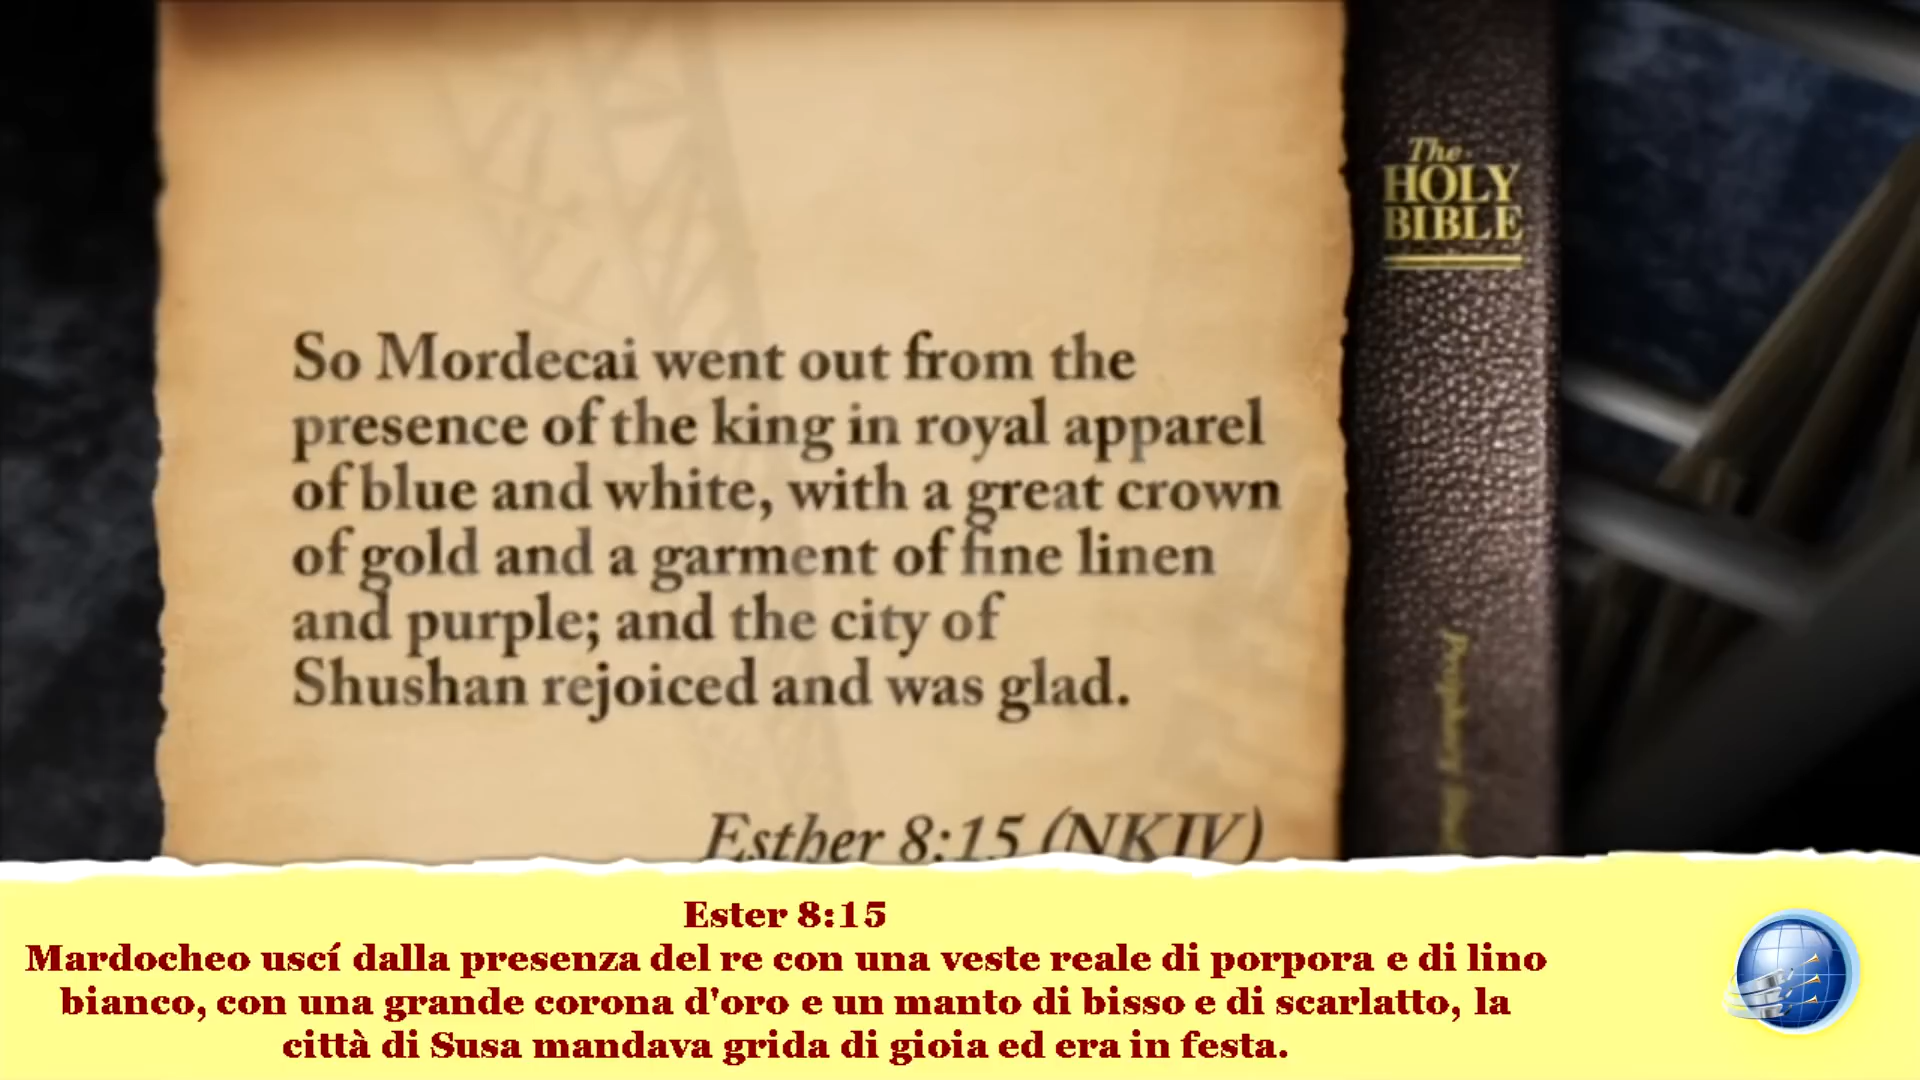 The
HOLY
BIBLE
So Mordecai went out from the
presence of the king in royal apparel
of blue and white, with a great crown
of gold and a garment of fine linen
and purple; and the city of
Shushan rejoiced and was glad.
Esther 8:15 (NKJV)
Ester 8:15
Mardocheo uscí dalla presenza del re con una veste reale di porpora e di lino
bianco, con una grande corona d'oro e un manto di bisso e di scarlatto, la
città di Susa mandava grida di gioia ed era in festa.